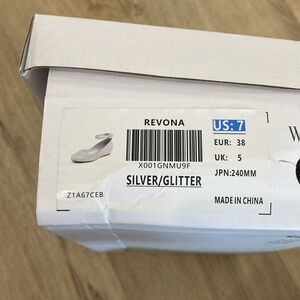 REVONA
US: 7
X001GNMU9F
EUR: 38
UK: 5
SILVER/GLITTER
JPN:240MM
Z1A67CEB
MADE IN CHINA
W